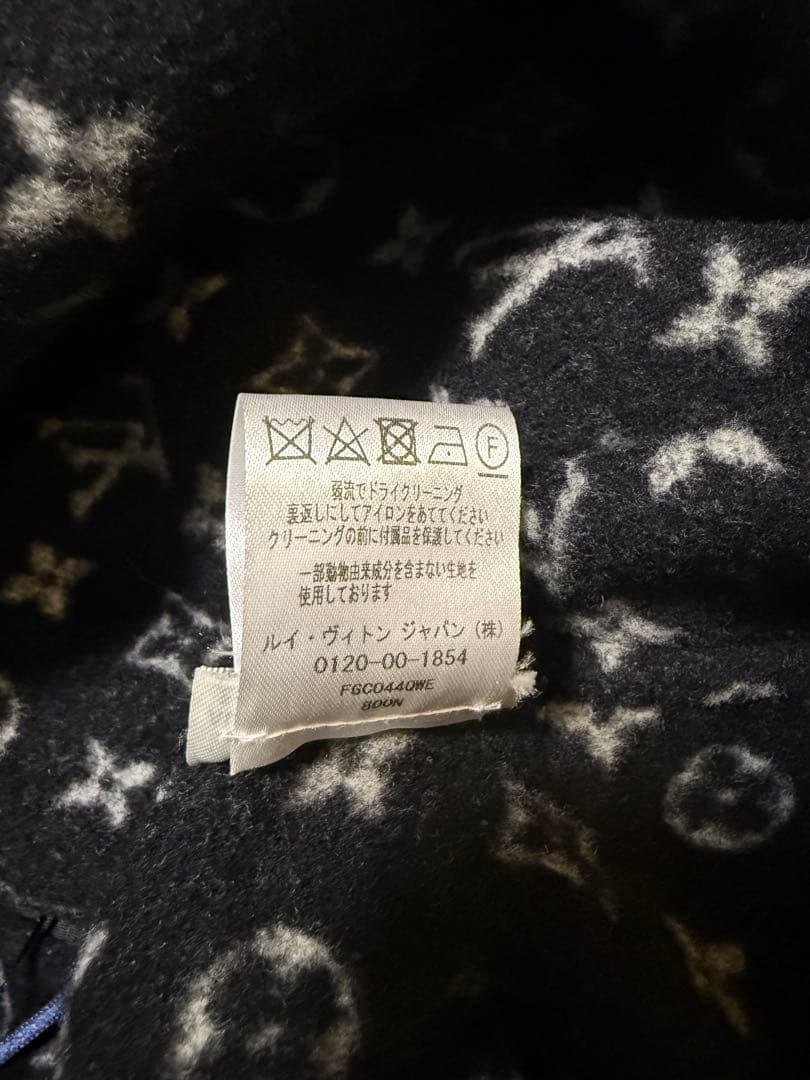 F
弱流でドライクリーニング
裏返しにしてアイロンをあててください
クリーニングの前に付属品を保護してください
一部動物由来成分を含まない生地を
使用しております
ルイ・ヴィトン ジャパン (株)
0120-00-1854
FGC044QWE
800N